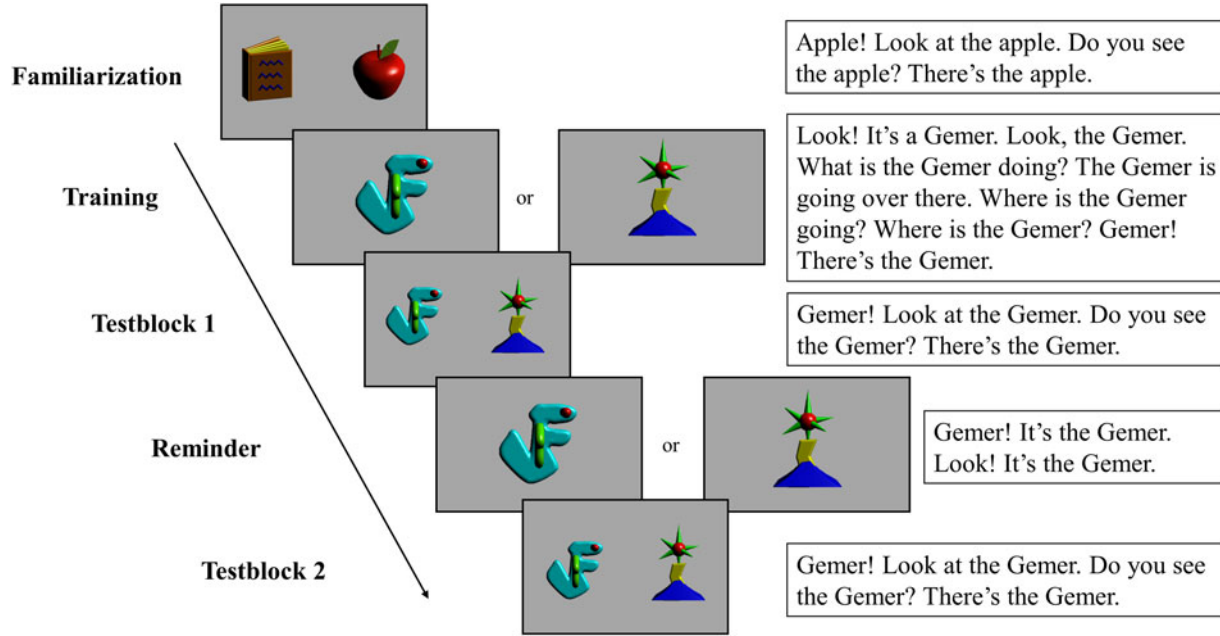 Familiarization
Apple! Look at the apple. Do you see
the apple? There's the apple.
Training
or
Look! It's a Gemer. Look, the Gemer.
What is the Gemer doing? The Gemer is
going over there. Where is the Gemer
going? Where is the Gemer? Gemer!
There's the Gemer.
Testblock 1
Gemer! Look at the Gemer. Do you see
the Gemer? There's the Gemer.
Reminder
or
Gemer! It's the Gemer.
Look! It's the Gemer.
Testblock 2
Gemer! Look at the Gemer. Do you see
the Gemer? There's the Gemer.